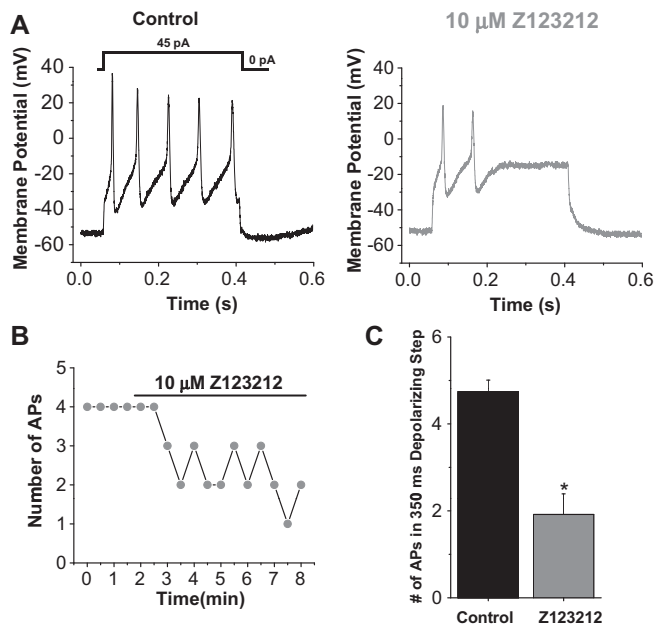 A
Control
10 µM Z123212
45 pA
0 pA
Membrane Potential (mV)
40
20
0
-20
-40
-60
0.0 0.2 0.4 0.6
Time (s)
Membrane Potential (mV)
40
20
0
-20
-40
-60
0.0 0.2 0.4 0.6
Time (s)
B
10 µM Z123212
Number of APs
5
4
3
2
1
0
0 1 2 3 4 5 6 7 8
Time(min)
C
# of APs in 350 ms Depolarizing Step
6
4
2
0
*
Control Z123212